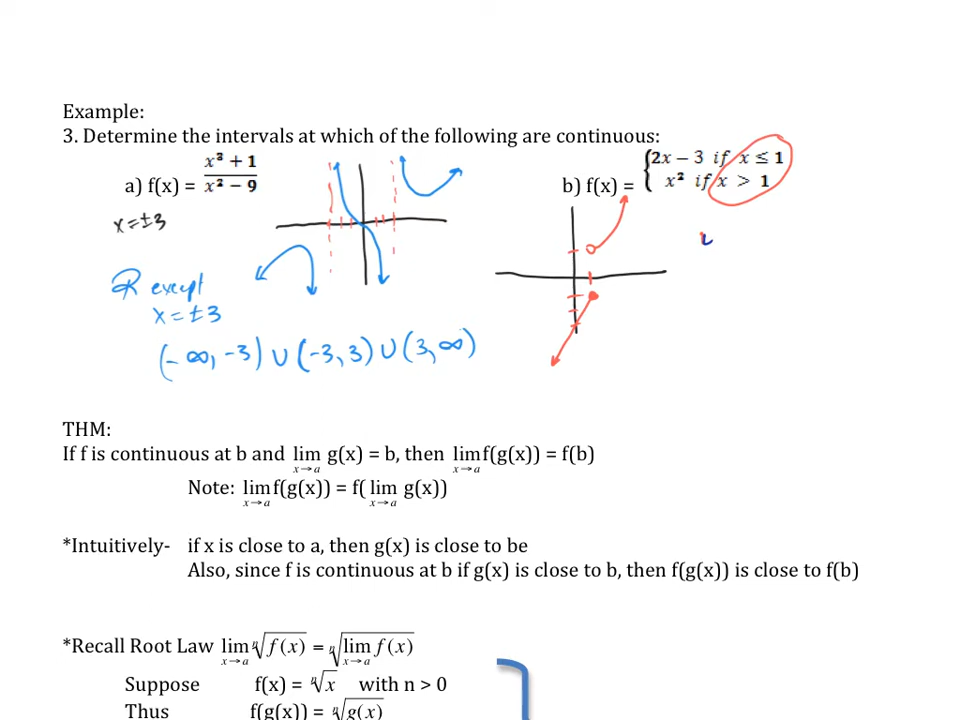 Example:
3. Determine the intervals at which of the following are continuous:
a) f(x) = x² + 1 / x² − 9
b) f(x) = { 2x − 3 if x ≤ 1
x² if x > 1
x = ±3
ℝ except
x = ±3
(-∞, -3) ∪ (-3, 3) ∪ (3, ∞)
THM:
If f is continuous at b and lim x→a g(x) = b, then lim x→a f(g(x)) = f(b)
Note: lim x→a f(g(x)) = f( lim x→a g(x))
*Intuitively- if x is close to a, then g(x) is close to be
Also, since f is continuous at b if g(x) is close to b, then f(g(x)) is close to f(b)
*Recall Root Law lim x→a ⁿ√f(x) = ⁿ√lim x→a f(x)
Suppose f(x) = ⁿ√x with n > 0
Thus f(g(x)) = ⁿ√g(x)